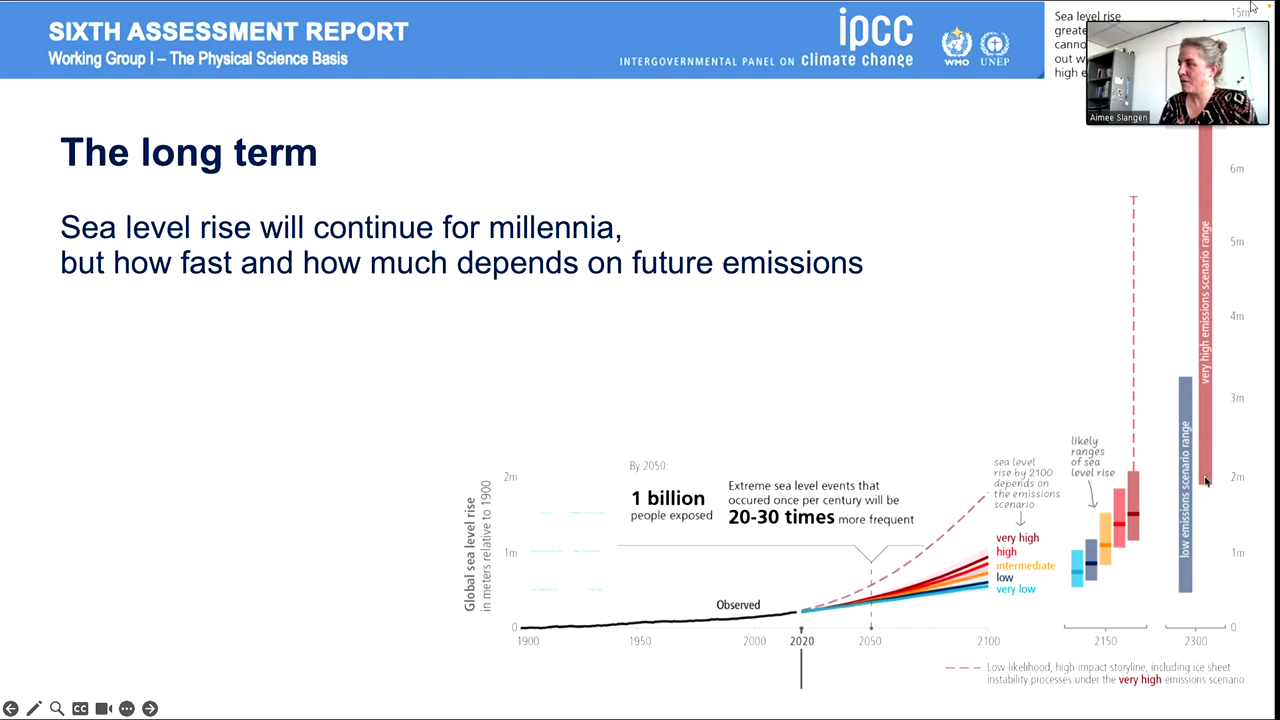 SIXTH ASSESSMENT REPORT
Working Group I – The Physical Science Basis
INTERGOVERNMENTAL PANEL ON climate change
ipcc
WMO
UNEP
Sea level rise
greate
canno
out w
high e
15m
Aimee Slangen
The long term
Sea level rise will continue for millennia,
but how fast and how much depends on future emissions
Global sea level rise
in meters relative to 1900
2m
1m
0
By 2050:
1 billion
people exposed
Extreme sea level events that
occured once per century will be
20-30 times more frequent
Observed
1900
1950
2000
2020
2050
2100
sea level
rise by 2100
depends on
the emissions
scenario
very high
high
intermediate
low
very low
likely
ranges
of sea
level rise
2150
low emissions scenario range
very high emissions scenario range
2300
6m
5m
4m
3m
2m
1m
0
Low-likelihood, high-impact storyline, including ice sheet
instability processes under the very high emissions scenario
CC